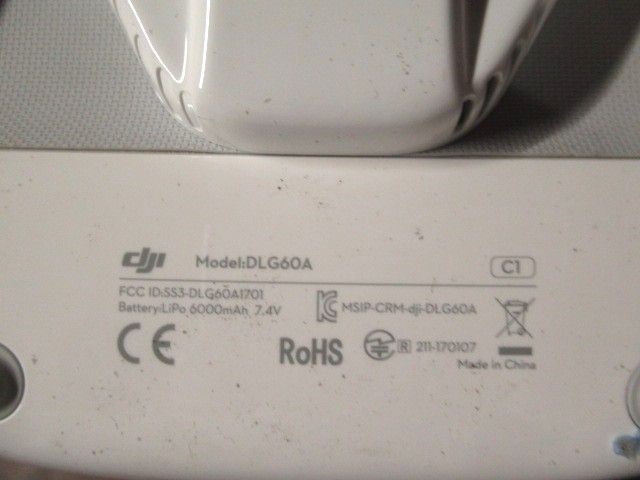 dji Model:DLG60A C1
FCC ID:SS3-DLG60A1701
Battery:LiPo 6000mAh 7.4V
MSIP-CRM-dji-DLG60A
CE RoHS R 211-170107
Made in China